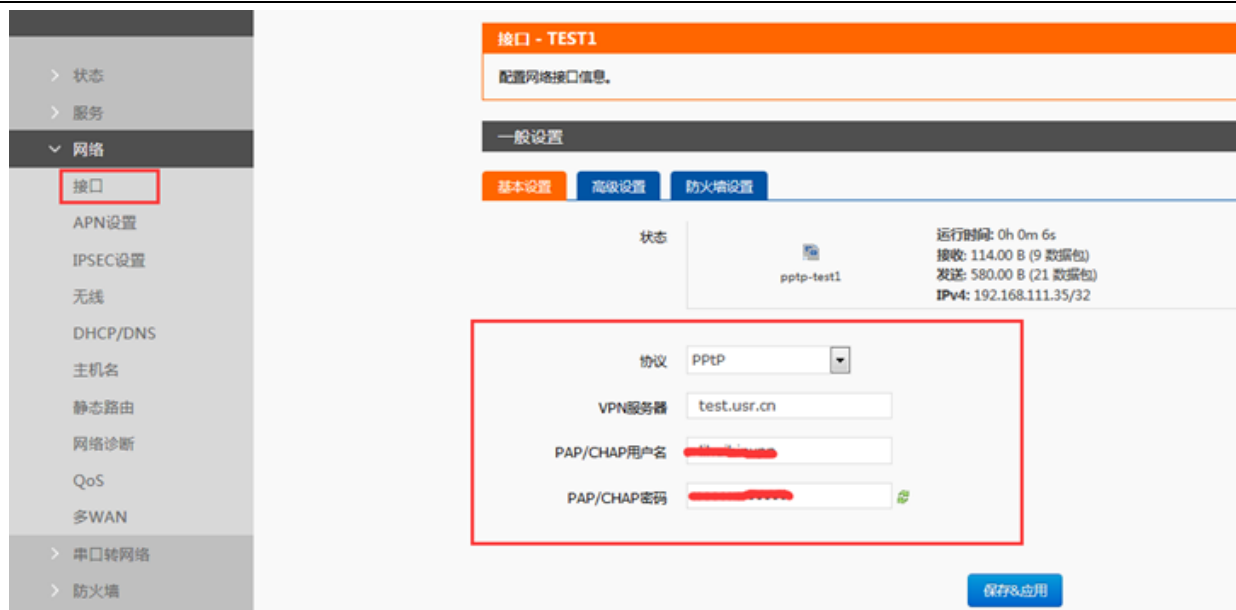 状态
服务
网络
接口
APN设置
IPSEC设置
无线
DHCP/DNS
主机名
静态路由
网络诊断
QoS
多WAN
串口转网络
防火墙
接口 - TEST1
配置网络接口信息。
一般设置
基本设置 高级设置 防火墙设置
状态
pptp-test1
运行时间: 0h 0m 6s
接收: 114.00 B (9 数据包)
发送: 580.00 B (21 数据包)
IPv4: 192.168.111.35/32
协议 PPtP
VPN服务器 test.usr.cn
PAP/CHAP用户名
PAP/CHAP密码
保存&应用